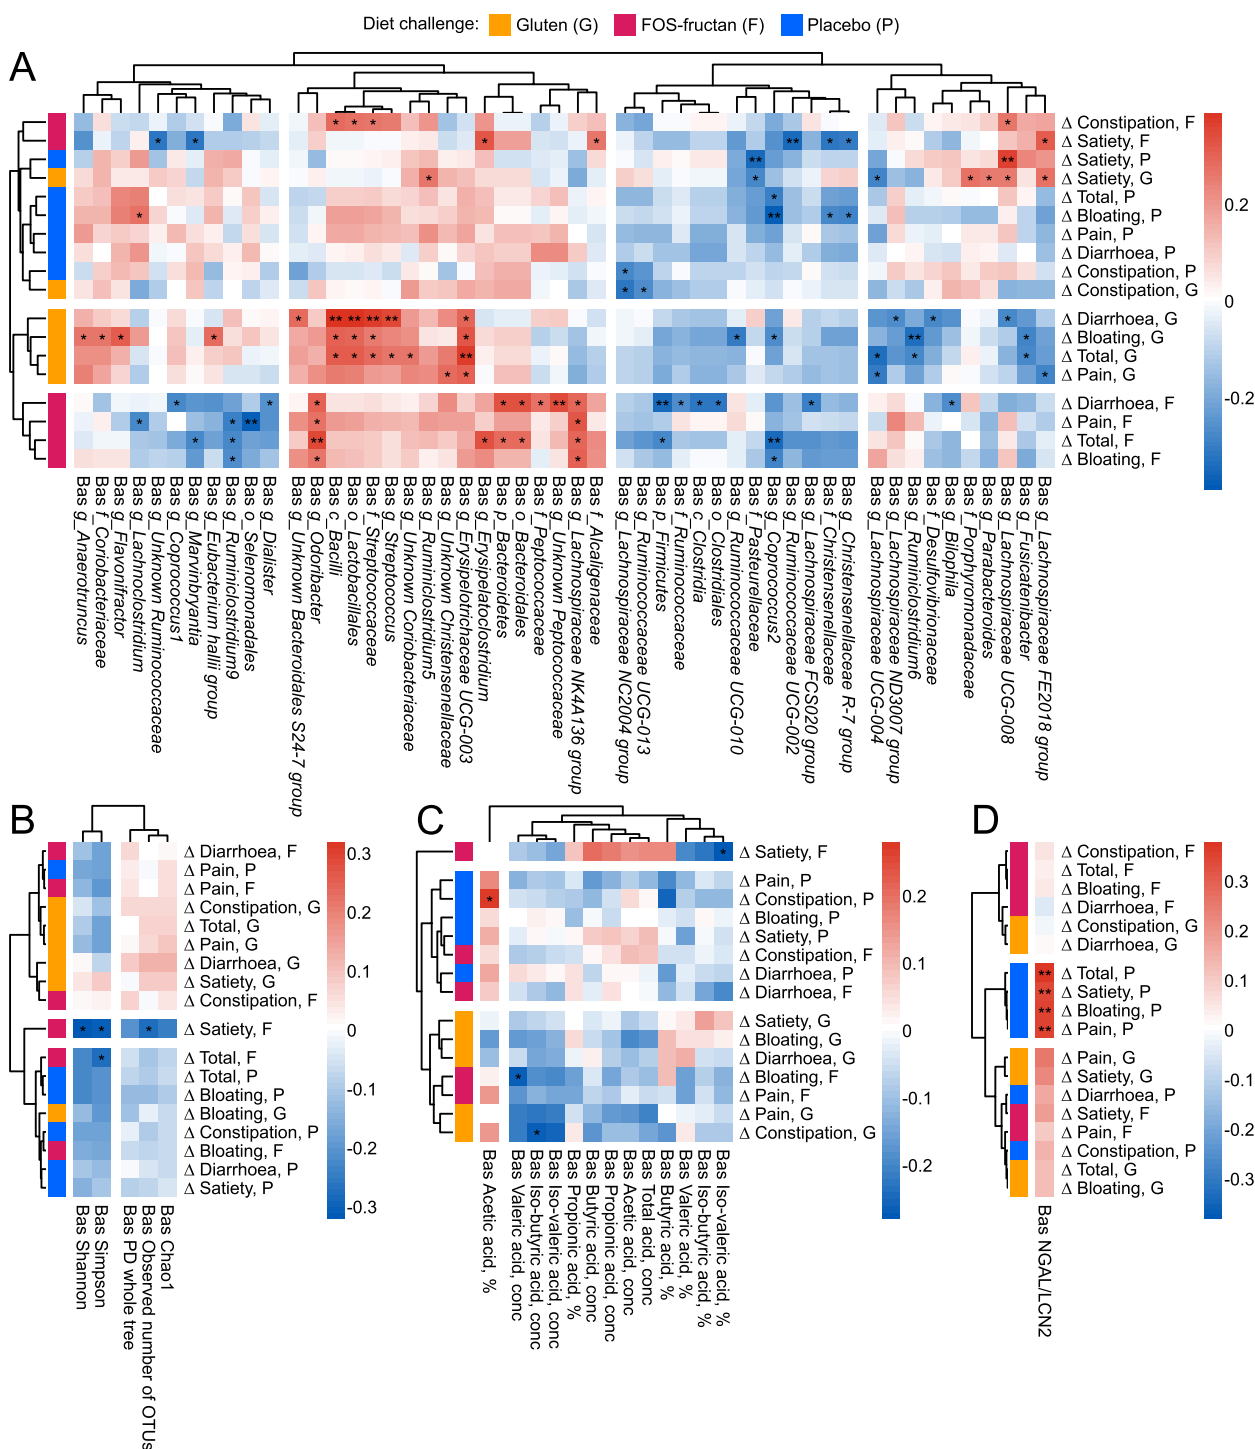 Diet challenge: Gluten (G) FOS-fructan (F) Placebo (P)
A
Δ Constipation, F
Δ Satiety, F
Δ Satiety, P
Δ Satiety, G
Δ Total, P
Δ Bloating, P
Δ Pain, P
Δ Diarrhoea, P
Δ Constipation, P
Δ Constipation, G
Δ Diarrhoea, G
Δ Bloating, G
Δ Total, G
Δ Pain, G
Δ Diarrhoea, F
Δ Pain, F
Δ Total, F
Δ Bloating, F
0.2
0
-0.2
Bas g_Anaerotruncus
Bas f_Coriobacteriaceae
Bas g_Flavonifractor
Bas g_Lachnoclostridium
Bas g_Unknown Ruminococcaceae
Bas g_Coprococcus1
Bas g_Marvinbryantia
Bas g_Eubacterium hallii group
Bas g_Ruminiclostridium9
Bas o_Selenomonadales
Bas g_Dialister
Bas g_Unknown Bacteroidales S24-7 group
Bas g_Odoribacter
Bas c_Bacilli
Bas o_Lactobacillales
Bas f_Streptococcaceae
Bas g_Streptococcus
Bas g_Unknown Coriobacteriaceae
Bas g_Ruminiclostridium5
Bas g_Unknown Christensenellaceae
Bas g_Erysipelotrichaceae UCG-003
Bas g_Erysipelatoclostridium
Bas p_Bacteroidetes
Bas o_Bacteroidales
Bas f_Peptococcaceae
Bas g_Unknown Peptococcaceae
Bas g_Lachnospiraceae NK4A136 group
Bas f_Alcaligenaceae
Bas g_Lachnospiraceae NC2004 group
Bas g_Ruminococcaceae UCG-013
Bas p_Firmicutes
Bas f_Ruminococcaceae
Bas c_Clostridia
Bas o_Clostridiales
Bas g_Ruminococcaceae UCG-010
Bas f_Pasteurellaceae
Bas g_Coprococcus2
Bas g_Ruminococcaceae UCG-002
Bas g_Lachnospiraceae FCS020 group
Bas f_Christensenellaceae
Bas g_Christensenellaceae R-7 group
Bas g_Lachnospiraceae UCG-004
Bas g_Lachnospiraceae ND3007 group
Bas g_Ruminiclostridium6
Bas f_Desulfovibrionaceae
Bas g_Bilophila
Bas f_Porphyromonadaceae
Bas g_Parabacteroides
Bas g_Lachnospiraceae UCG-008
Bas g_Fusicatenibacter
Bas g_Lachnospiraceae FE2018 group
B
Δ Diarrhoea, F
Δ Pain, P
Δ Pain, F
Δ Constipation, G
Δ Total, G
Δ Pain, G
Δ Diarrhoea, G
Δ Satiety, G
Δ Constipation, F
Δ Satiety, F
Δ Total, F
Δ Total, P
Δ Bloating, P
Δ Bloating, G
Δ Constipation, P
Δ Bloating, F
Δ Diarrhoea, P
Δ Satiety, P
0.3
0.2
0.1
0
-0.1
-0.2
-0.3
Bas Shannon
Bas Simpson
Bas PD whole tree
Bas Observed number of OTUs
Bas Chao1
C
Δ Satiety, F
Δ Pain, P
Δ Constipation, P
Δ Bloating, P
Δ Satiety, P
Δ Constipation, F
Δ Diarrhoea, P
Δ Diarrhoea, F
Δ Satiety, G
Δ Bloating, G
Δ Diarrhoea, G
Δ Bloating, F
Δ Pain, F
Δ Pain, G
Δ Constipation, G
0.2
0.1
0
-0.1
-0.2
Bas Acetic acid, %
Bas Valeric acid, conc
Bas Iso-butyric acid, conc
Bas Iso-valeric acid, conc
Bas Propionic acid, %
Bas Butyric acid, conc
Bas Propionic acid, conc
Bas Acetic acid, conc
Bas Total acid, conc
Bas Butyric acid, %
Bas Valeric acid, %
Bas Iso-butyric acid, %
Bas Iso-valeric acid, %
D
Δ Constipation, F
Δ Total, F
Δ Bloating, F
Δ Diarrhoea, F
Δ Constipation, G
Δ Diarrhoea, G
Δ Total, P
Δ Satiety, P
Δ Bloating, P
Δ Pain, P
Δ Pain, G
Δ Satiety, G
Δ Diarrhoea, P
Δ Satiety, F
Δ Pain, F
Δ Constipation, P
Δ Total, G
Δ Bloating, G
0.3
0.2
0.1
0
-0.1
-0.2
-0.3
Bas NGAL/LCN2